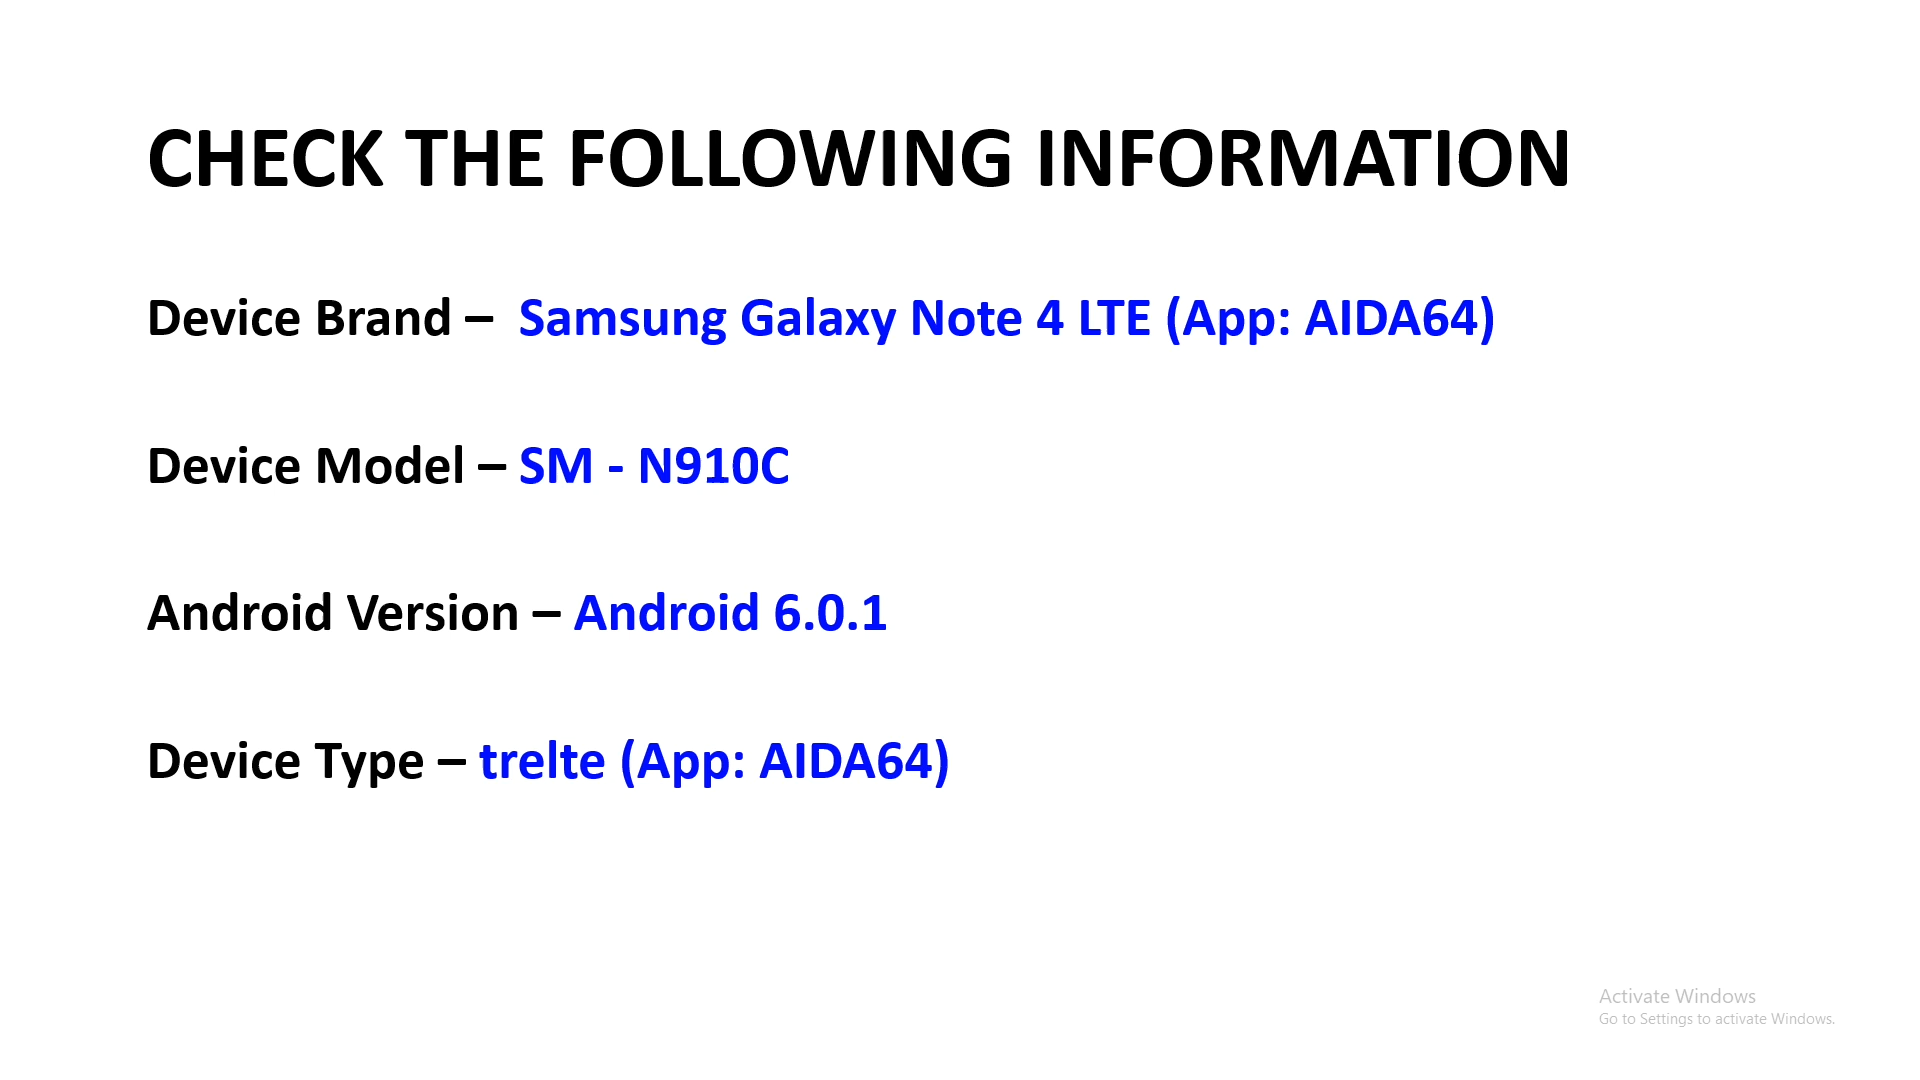 CHECK THE FOLLOWING INFORMATION
Device Brand –  Samsung Galaxy Note 4 LTE (App: AIDA64)
Device Model – SM - N910C
Android Version – Android 6.0.1
Device Type – trelte (App: AIDA64)
Activate Windows
Go to Settings to activate Windows.